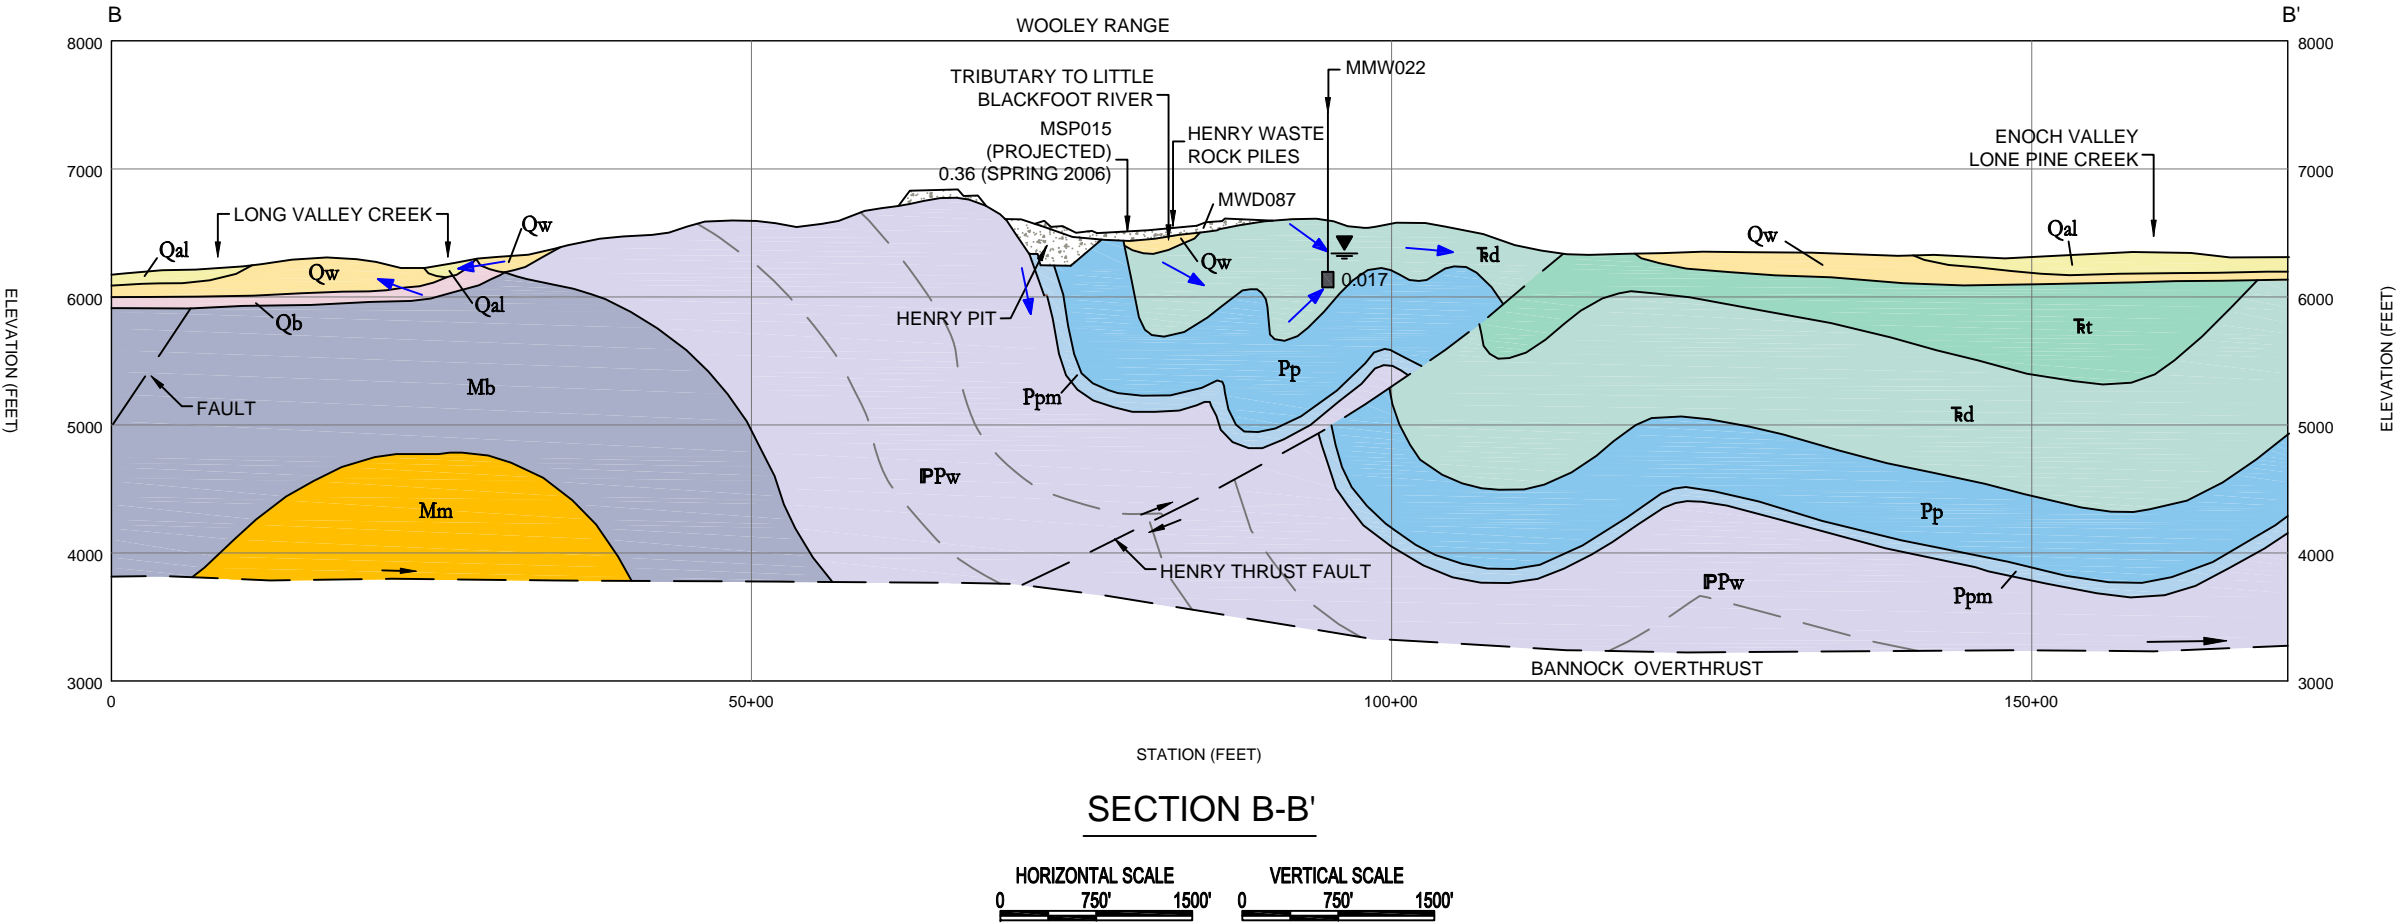 B
B'
WOOLEY RANGE
8000
8000
MMW022
TRIBUTARY TO LITTLE
BLACKFOOT RIVER
MSP015
(PROJECTED)
0.36 (SPRING 2006)
HENRY WASTE
ROCK PILES
ENOCH VALLEY
LONE PINE CREEK
7000
7000
MWD087
LONG VALLEY CREEK
Qw
Qal
Qw
Qal
Qw
Qw
Qal
Qb
Qw
Ꞧd
0.017
6000
6000
HENRY PIT
Ꞧt
Mb
FAULT
Ppm
Pp
Ꞧd
ELEVATION (FEET)
ELEVATION (FEET)
5000
5000
Mm
ℙPw
Pp
4000
4000
HENRY THRUST FAULT
ℙPw
Ppm
BANNOCK OVERTHRUST
3000
3000
0
50+00
100+00
150+00
STATION (FEET)
SECTION B-B'
HORIZONTAL SCALE
0 750' 1500'
VERTICAL SCALE
0 750' 1500'